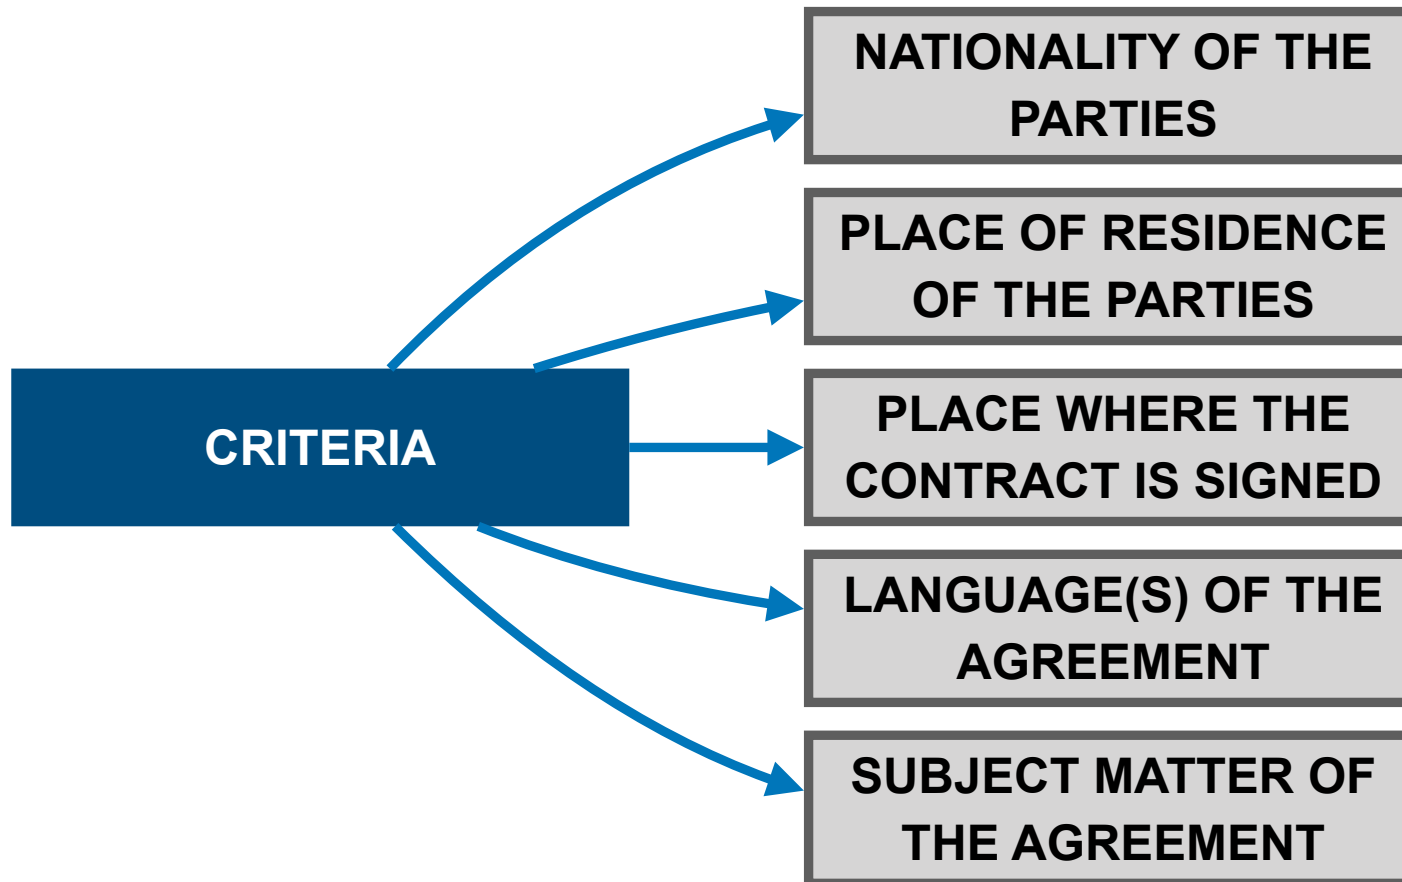 NATIONALITY OF THE
PARTIES
PLACE OF RESIDENCE
OF THE PARTIES
CRITERIA
PLACE WHERE THE
CONTRACT IS SIGNED
LANGUAGE(S) OF THE
AGREEMENT
SUBJECT MATTER OF
THE AGREEMENT